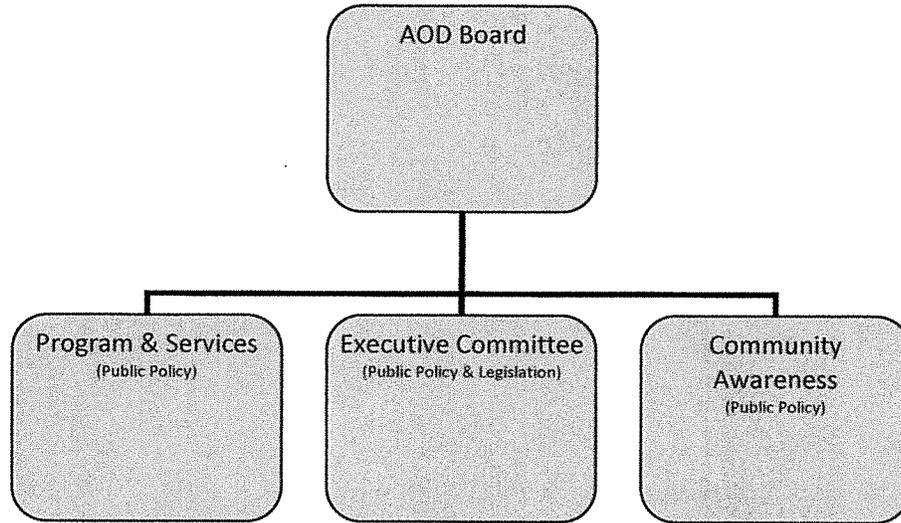 AOD Board
Program & Services
(Public Policy)
Executive Committee
(Public Policy & Legislation)
Community
Awareness
(Public Policy)